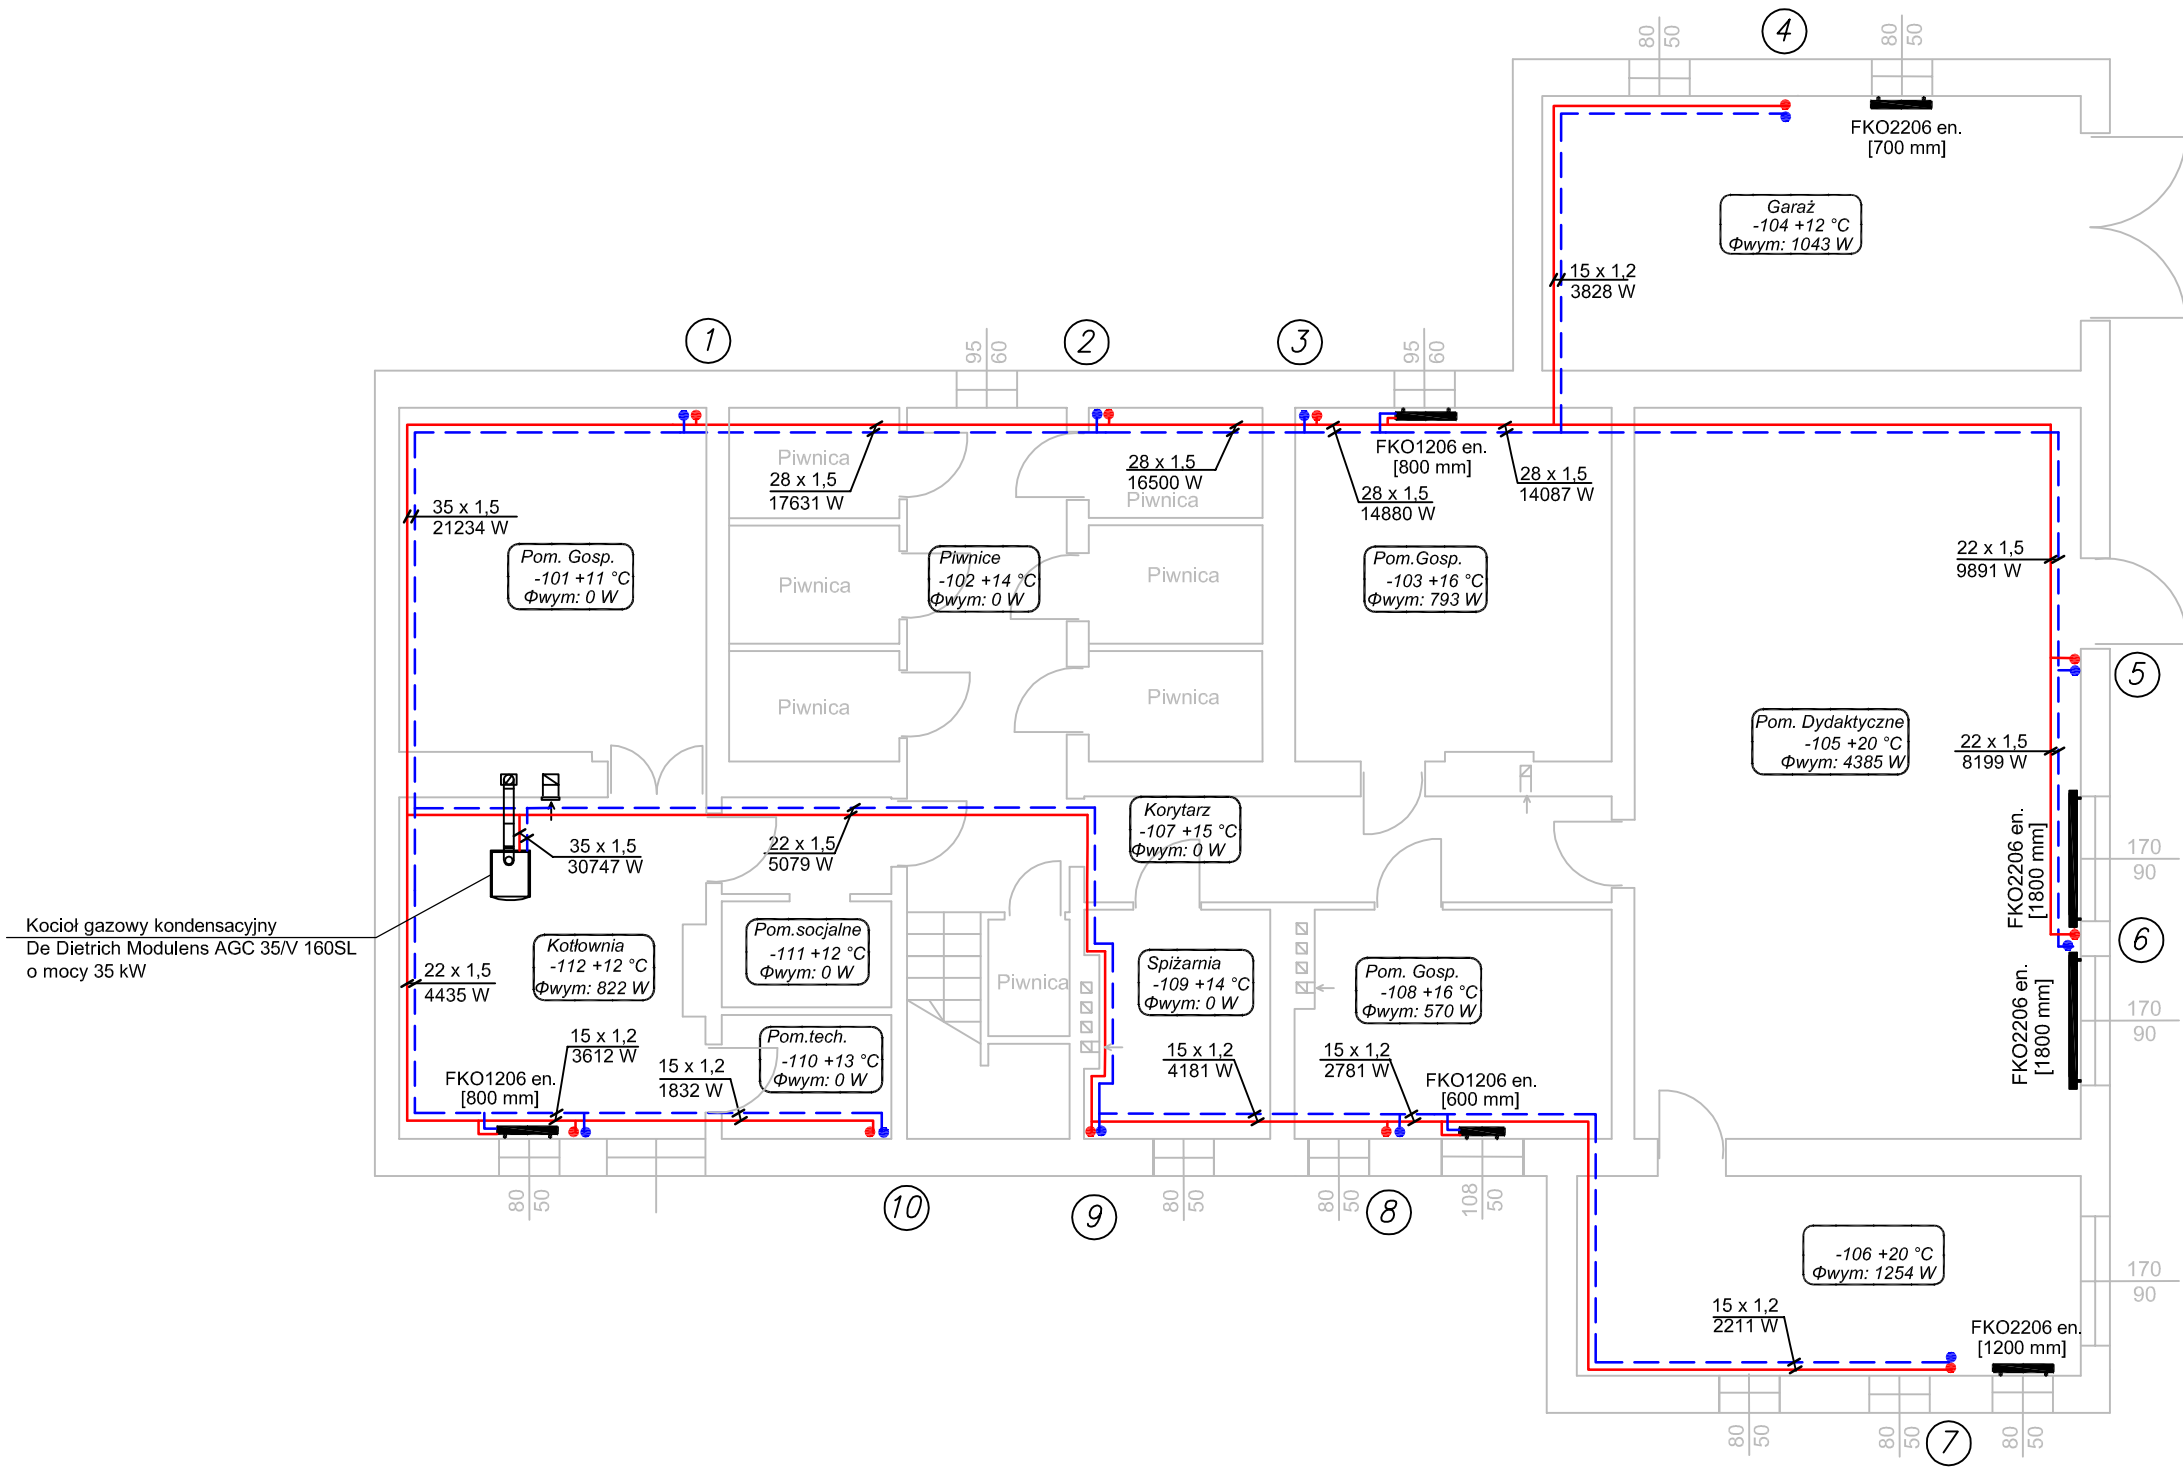 4
80
50
80
50
FKO2206 en.
[700 mm]
Garaż
-104 +12 °C
Φwym: 1043 W
15 x 1,2
3828 W
1
2
3
95
60
95
60
Piwnica
28 x 1,5
17631 W
28 x 1,5
16500 W
Piwnica
FKO1206 en.
[800 mm]
28 x 1,5
14880 W
28 x 1,5
14087 W
35 x 1,5
21234 W
Pom. Gosp.
-101 +11 °C
Φwym: 0 W
Piwnica
Piwnice
-102 +14 °C
Φwym: 0 W
Piwnica
Pom.Gosp.
-103 +16 °C
Φwym: 793 W
22 x 1,5
9891 W
5
Piwnica
Piwnica
Pom. Dydaktyczne
-105 +20 °C
Φwym: 4385 W
22 x 1,5
8199 W
35 x 1,5
30747 W
22 x 1,5
5079 W
Korytarz
-107 +15 °C
Φwym: 0 W
FKO2206 en.
[1800 mm]
170
90
Kocioł gazowy kondensacyjny
De Dietrich Modulens AGC 35/V 160SL
o mocy 35 kW
Kotłownia
-112 +12 °C
Φwym: 822 W
Pom.socjalne
-111 +12 °C
Φwym: 0 W
Piwnica
Spiżarnia
-109 +14 °C
Φwym: 0 W
Pom. Gosp.
-108 +16 °C
Φwym: 570 W
6
22 x 1,5
4435 W
FKO2206 en.
[1800 mm]
170
90
15 x 1,2
3612 W
15 x 1,2
1832 W
Pom.tech.
-110 +13 °C
Φwym: 0 W
15 x 1,2
4181 W
15 x 1,2
2781 W
FKO1206 en.
[800 mm]
FKO1206 en.
[600 mm]
80
50
10
9
80
50
80
50
8
108
50
-106 +20 °C
Φwym: 1254 W
170
90
15 x 1,2
2211 W
FKO2206 en.
[1200 mm]
80
50
80
50
7
80
50